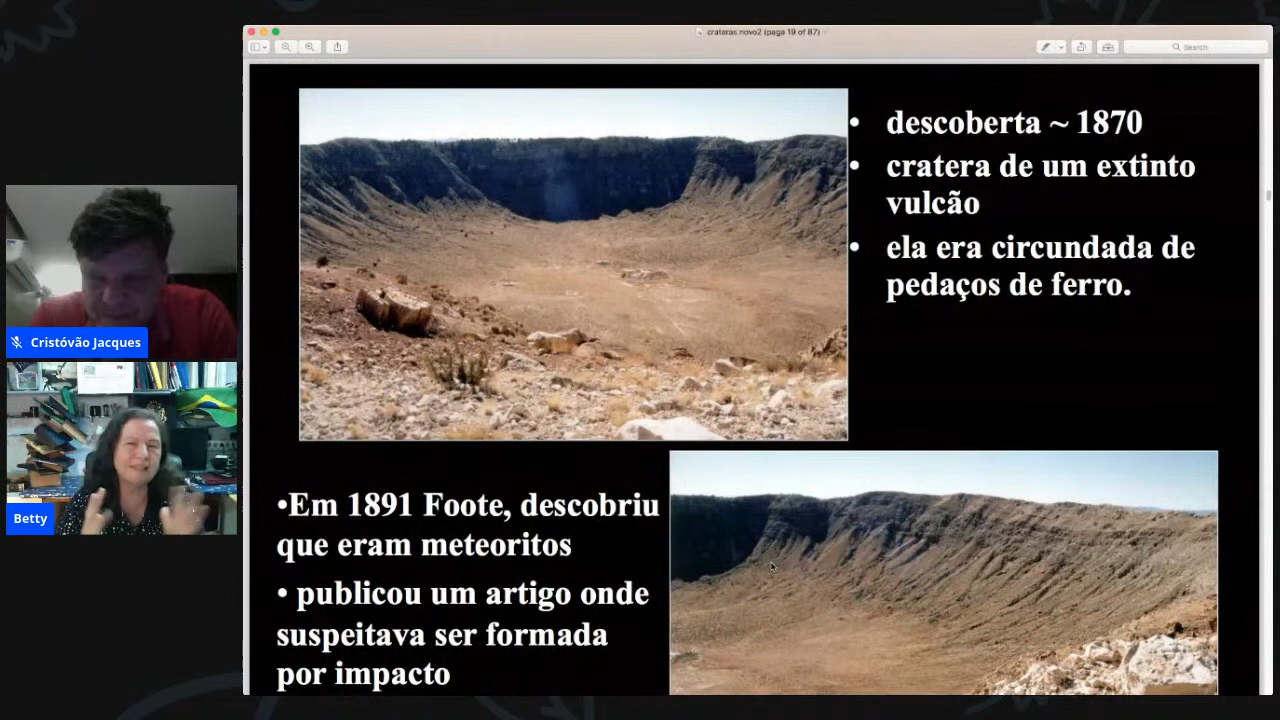 crateras novo2 (page 19 of 87)
Search
• descoberta ~ 1870
• cratera de um extinto
vulcão
• ela era circundada de
pedaços de ferro.
Cristóvão Jacques
Betty
•Em 1891 Foote, descobriu
que eram meteoritos
• publicou um artigo onde
suspeitava ser formada
por impacto